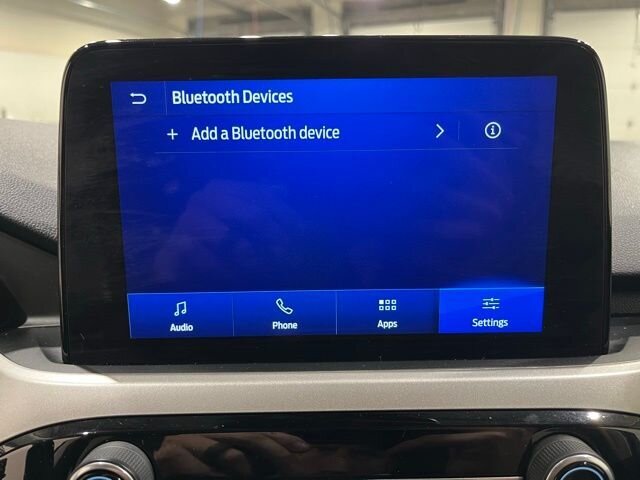 Bluetooth Devices
+ Add a Bluetooth device
Audio
Phone
Apps
Settings